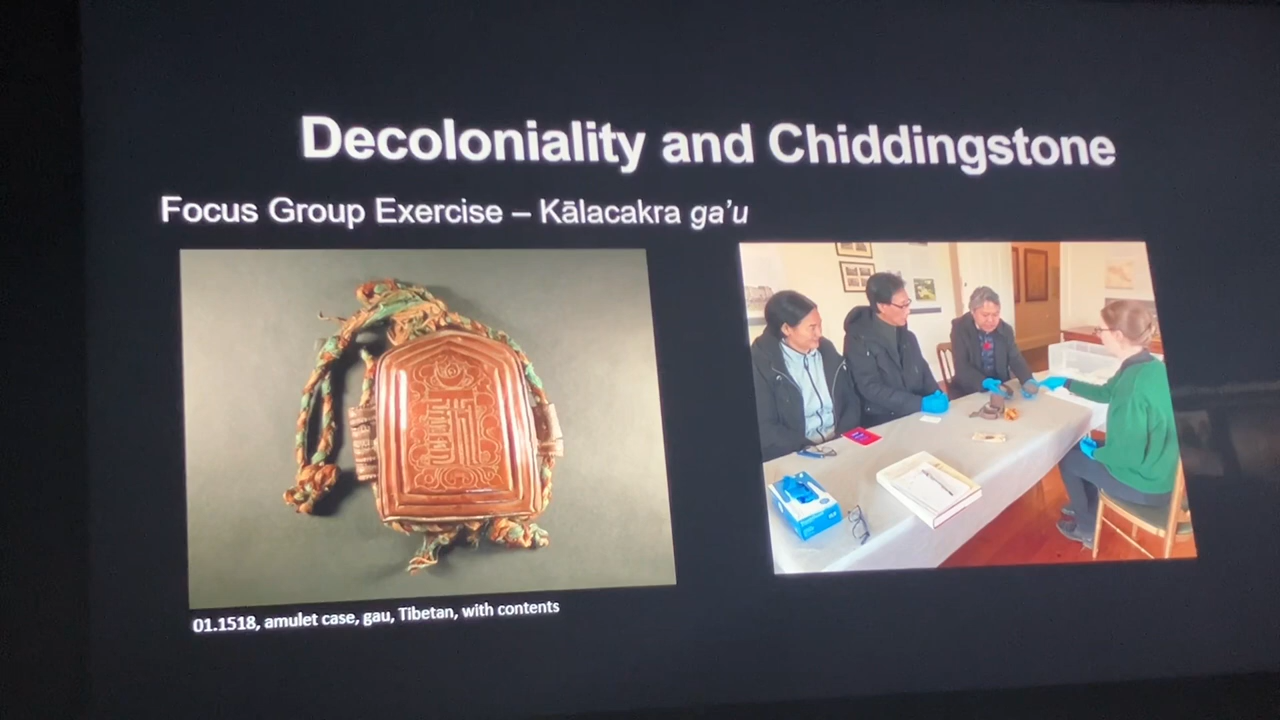 Decoloniality and Chiddingstone
Focus Group Exercise – Kālacakra ga’u
01.1518, amulet case, gau, Tibetan, with contents